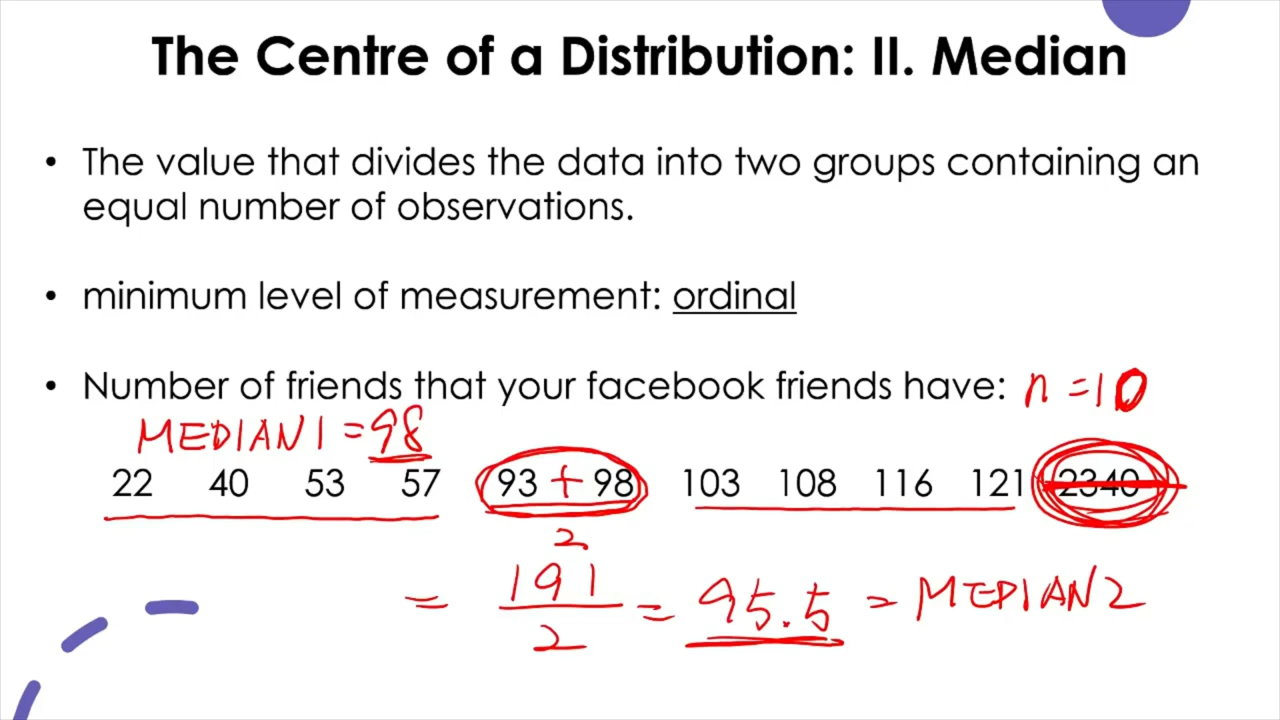 The Centre of a Distribution: II. Median
• The value that divides the data into two groups containing an
equal number of observations.
• minimum level of measurement: ordinal
• Number of friends that your facebook friends have: n = 10
MEDIAN 1 = 98
22 40 53 57 93 + 98 103 108 116 121 2340
2
= 191 = 95.5 = MEDIAN 2
2